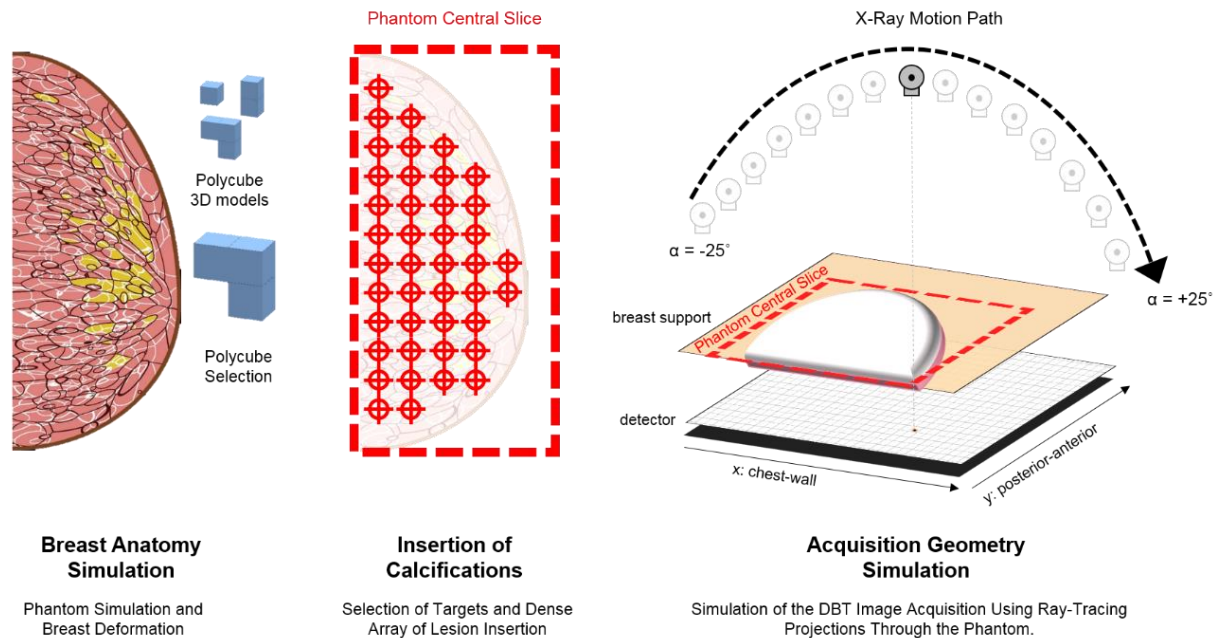 Phantom Central Slice
X-Ray Motion Path
Polycube
3D models
Polycube
Selection
α = -25°
α = +25°
Phantom Central Slice
breast support
detector
x: chest-wall
y: posterior-anterior
Breast Anatomy
Simulation
Phantom Simulation and
Breast Deformation
Insertion of
Calcifications
Selection of Targets and Dense
Array of Lesion Insertion
Acquisition Geometry
Simulation
Simulation of the DBT Image Acquisition Using Ray-Tracing
Projections Through the Phantom.